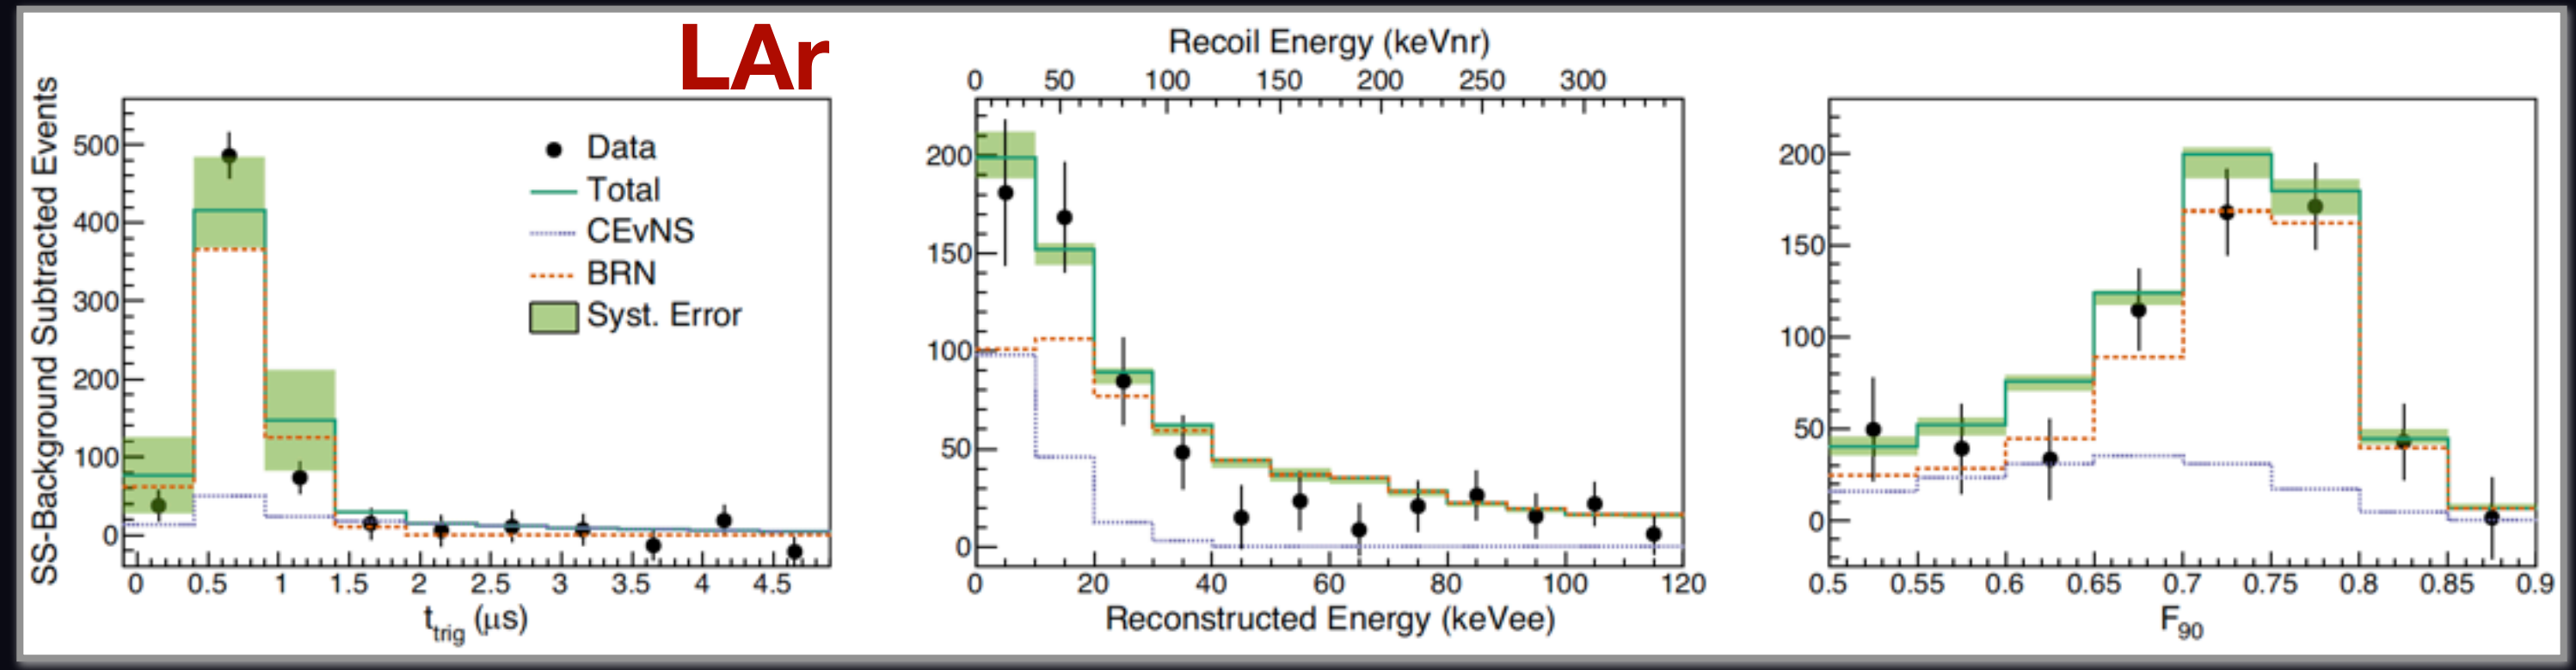 LAr
SS-Background Subtracted Events
500
400
300
200
100
0
Data
Total
CEvNS
BRN
Syst. Error
0 0.5 1 1.5 2 2.5 3 3.5 4 4.5
t_trig (μs)
Recoil Energy (keVnr)
0 50 100 150 200 250 300
200
150
100
50
0
0 20 40 60 80 100 120
Reconstructed Energy (keVee)
200
150
100
50
0
0.5 0.55 0.6 0.65 0.7 0.75 0.8 0.85 0.9
F_90